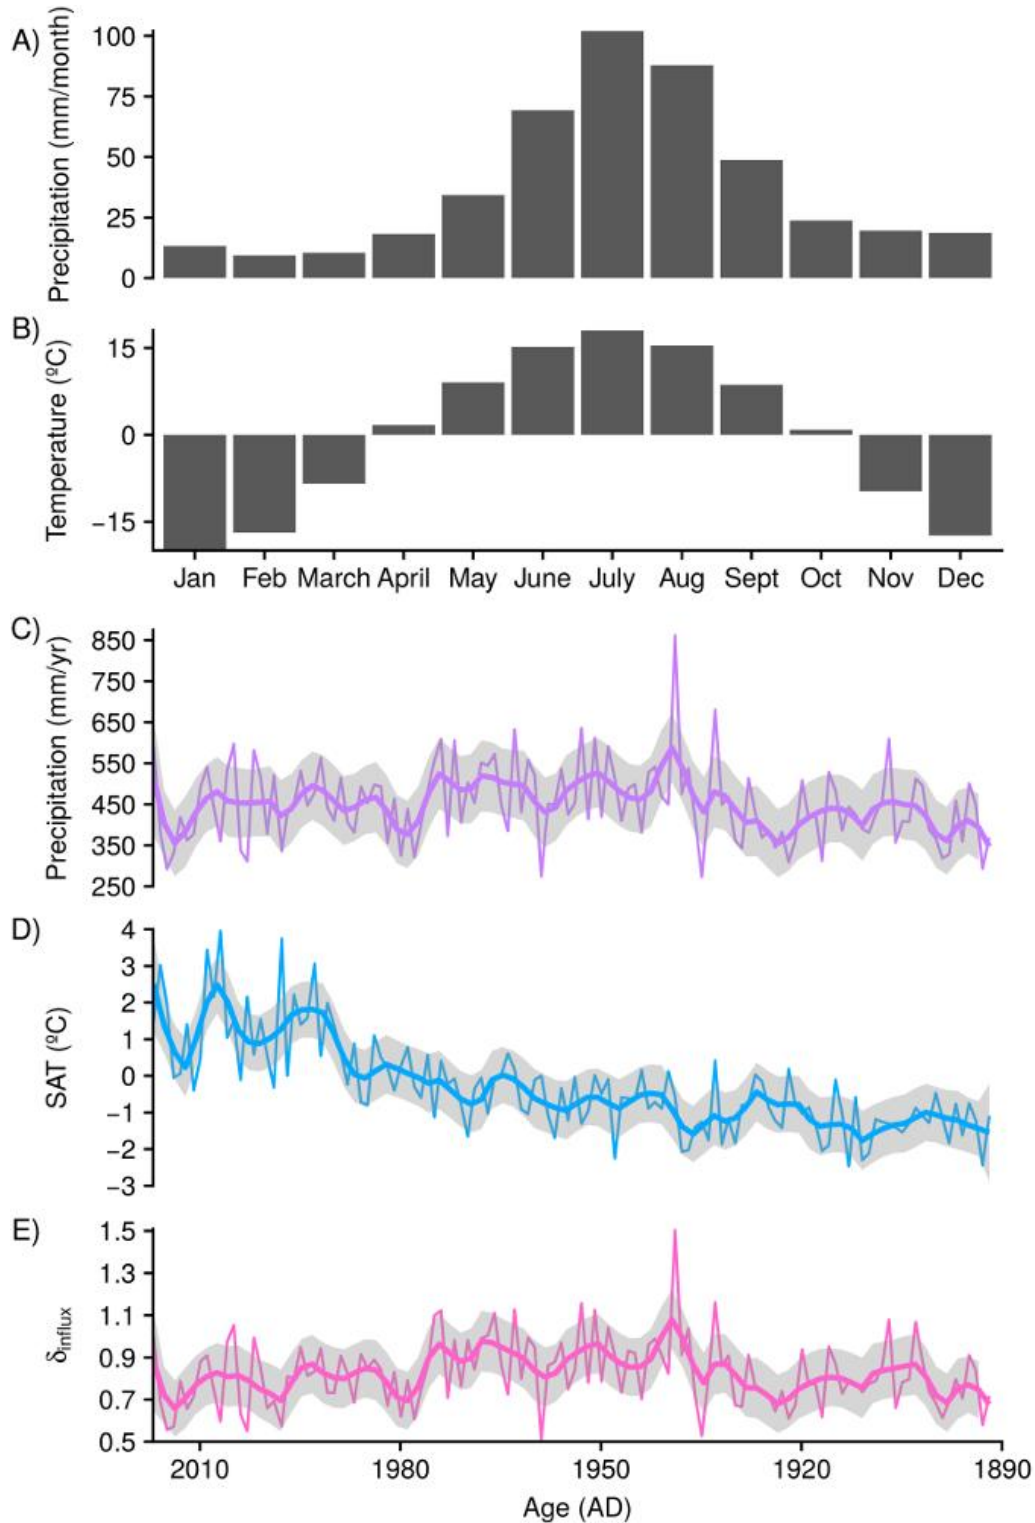 A)
Precipitation (mm/month)
100
75
50
25
0
B)
Temperature (ºC)
15
0
−15
Jan Feb March April May June July Aug Sept Oct Nov Dec
C)
Precipitation (mm/yr)
850
750
650
550
450
350
250
D)
SAT (ºC)
4
3
2
1
0
−1
−2
−3
E)
δinflux
1.5
1.3
1.1
0.9
0.7
0.5
2010 1980 1950 1920 1890
Age (AD)